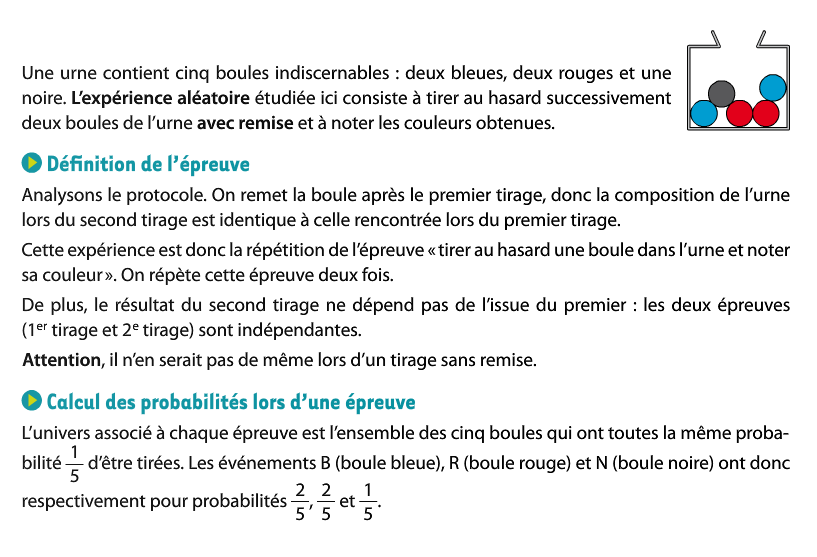 Une urne contient cinq boules indiscernables : deux bleues, deux rouges et une
noire. L’expérience aléatoire étudiée ici consiste à tirer au hasard successivement
deux boules de l’urne avec remise et à noter les couleurs obtenues.
Définition de l’épreuve
Analysons le protocole. On remet la boule après le premier tirage, donc la composition de l’urne
lors du second tirage est identique à celle rencontrée lors du premier tirage.
Cette expérience est donc la répétition de l’épreuve « tirer au hasard une boule dans l’urne et noter
sa couleur ». On répète cette épreuve deux fois.
De plus, le résultat du second tirage ne dépend pas de l’issue du premier : les deux épreuves
(1er tirage et 2e tirage) sont indépendantes.
Attention, il n’en serait pas de même lors d’un tirage sans remise.
Calcul des probabilités lors d’une épreuve
L’univers associé à chaque épreuve est l’ensemble des cinq boules qui ont toutes la même proba-
bilité 1/5 d’être tirées. Les événements B (boule bleue), R (boule rouge) et N (boule noire) ont donc
respectivement pour probabilités 2/5, 2/5 et 1/5.